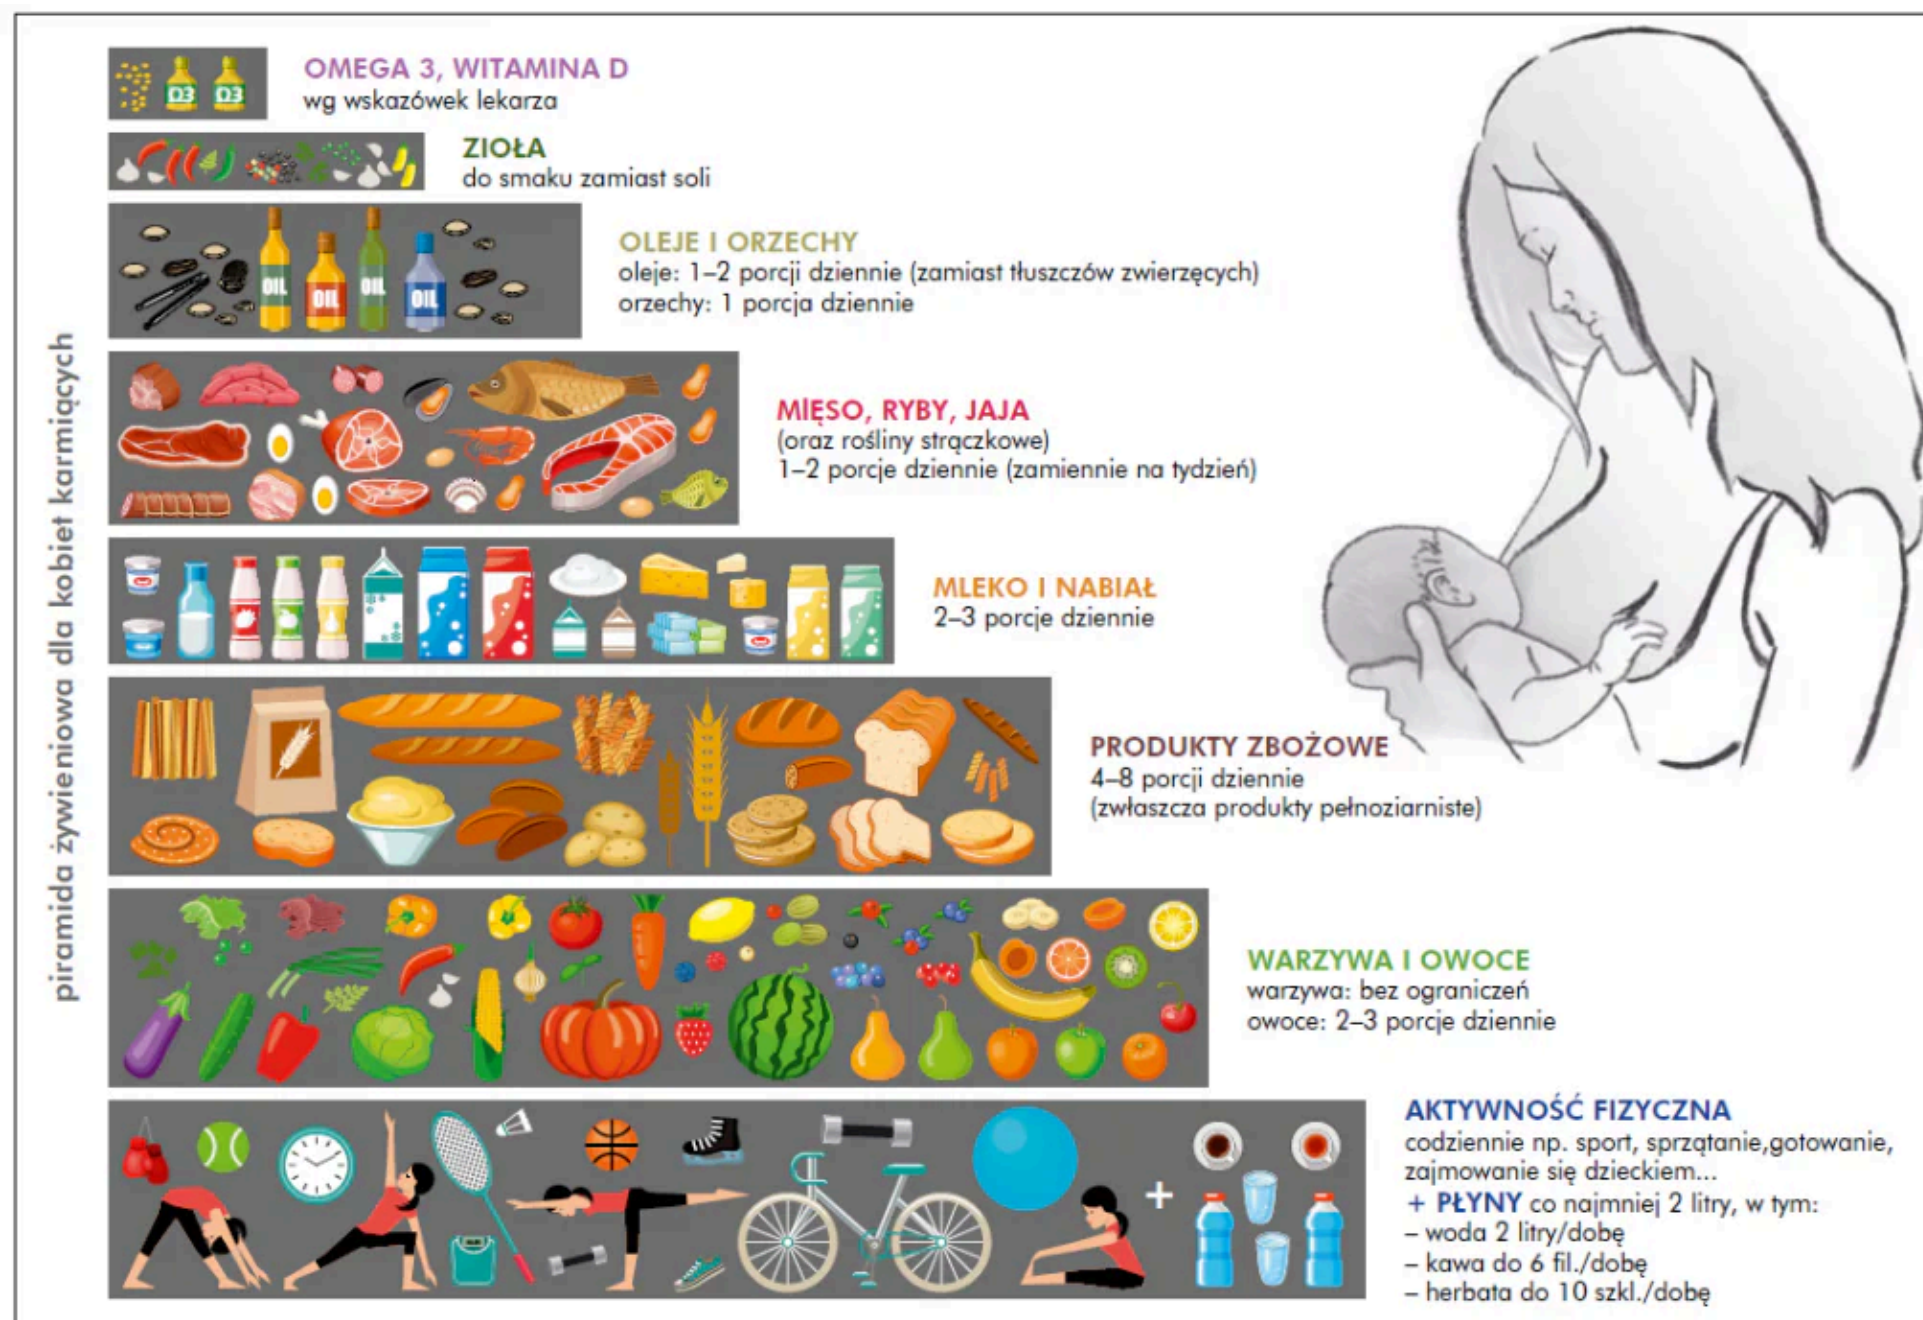 piramida żywieniowa dla kobiet karmiących
Ω3 Ω3
OMEGA 3, WITAMINA D
wg wskazówek lekarza
ZIOŁA
do smaku zamiast soli
OIL OIL OIL OIL
OLEJE I ORZECHY
oleje: 1–2 porcji dziennie (zamiast tłuszczów zwierzęcych)
orzechy: 1 porcja dziennie
MIĘSO, RYBY, JAJA
(oraz rośliny strączkowe)
1–2 porcje dziennie (zamiennie na tydzień)
MLEKO I NABIAŁ
2–3 porcje dziennie
PRODUKTY ZBOŻOWE
4–8 porcji dziennie
(zwłaszcza produkty pełnoziarniste)
WARZYWA I OWOCE
warzywa: bez ograniczeń
owoce: 2–3 porcje dziennie
+
AKTYWNOŚĆ FIZYCZNA
codziennie np. sport, sprzątanie,gotowanie,
zajmowanie się dzieckiem...
+ PŁYNY co najmniej 2 litry, w tym:
– woda 2 litry/dobę
– kawa do 6 fil./dobę
– herbata do 10 szkl./dobę